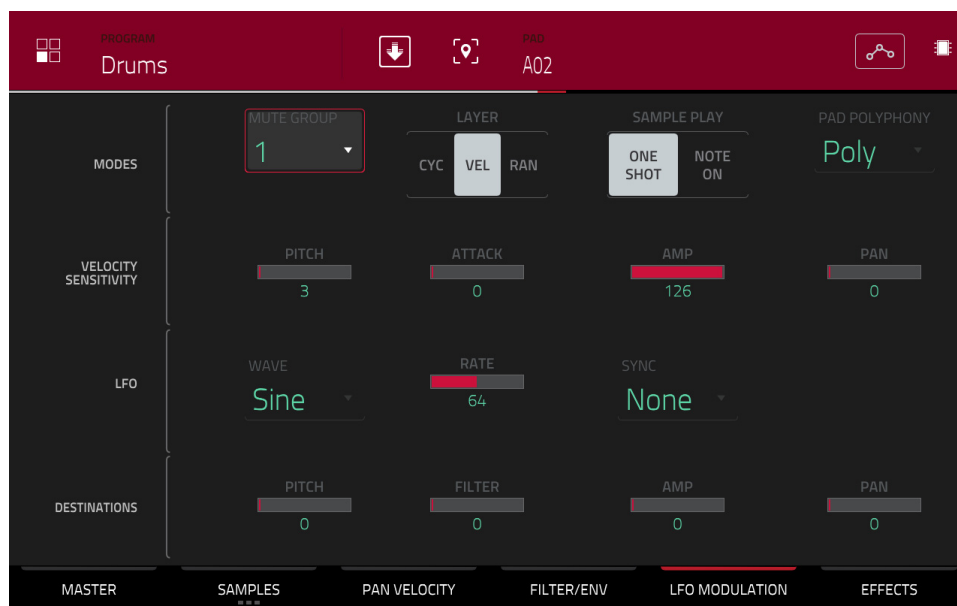 PROGRAM
Drums
PAD
A02
MODES
MUTE GROUP
1
LAYER
CYC VEL RAN
SAMPLE PLAY
ONE SHOT
NOTE ON
PAD POLYPHONY
Poly
VELOCITY
SENSITIVITY
PITCH
3
ATTACK
0
AMP
126
PAN
0
LFO
WAVE
Sine
RATE
64
SYNC
None
DESTINATIONS
PITCH
0
FILTER
0
AMP
0
PAN
0
MASTER SAMPLES PAN VELOCITY FILTER/ENV LFO MODULATION EFFECTS